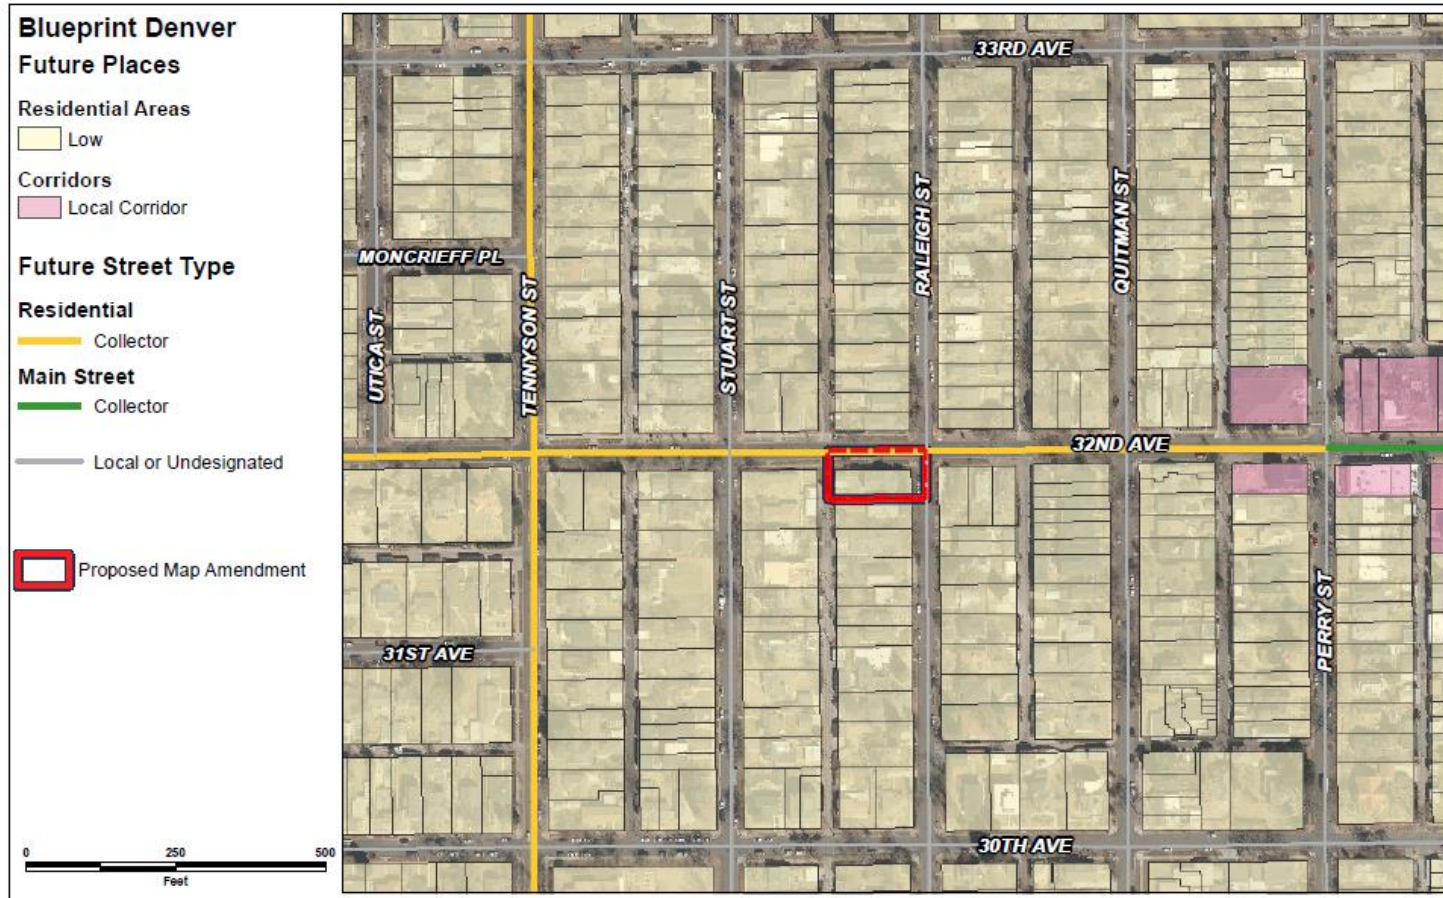 Blueprint Denver
Future Places
Residential Areas
Low
Corridors
Local Corridor
Future Street Type
Residential
Collector
Main Street
Collector
Local or Undesignated
Proposed Map Amendment
0 250 500
Feet
33RD AVE
MONCRIEFF PL
UTICA ST
TENNYSON ST
STUART ST
RALEIGH ST
QUITMAN ST
32ND AVE
PERRY ST
31ST AVE
30TH AVE